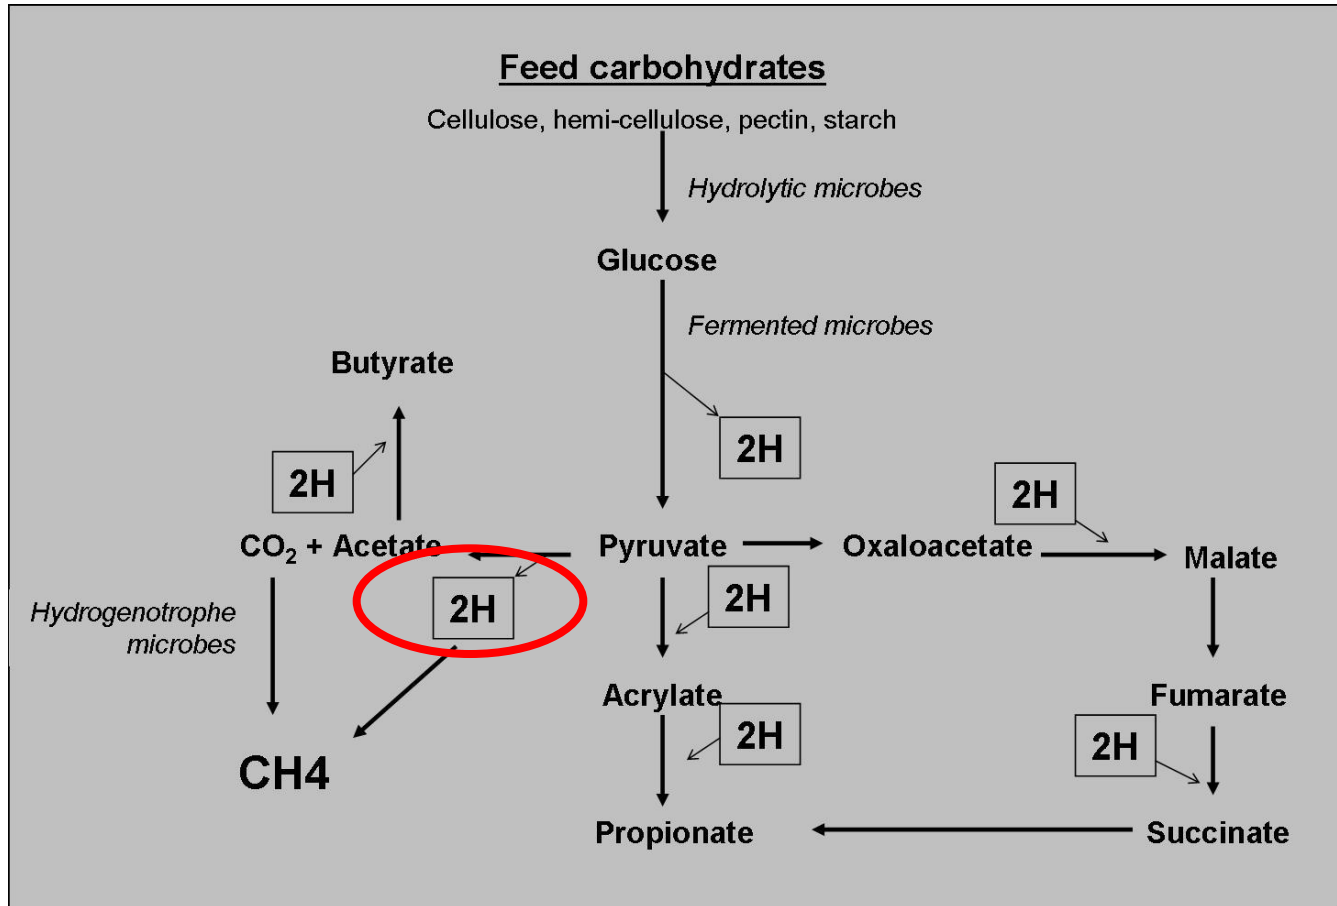 Feed carbohydrates
Cellulose, hemi-cellulose, pectin, starch
Hydrolytic microbes
Glucose
Fermented microbes
Butyrate
2H
2H
2H
CO₂ + Acetate
Pyruvate
Oxaloacetate
Malate
2H
2H
Hydrogenotrophe
microbes
Acrylate
Fumarate
2H
2H
CH4
Propionate
Succinate